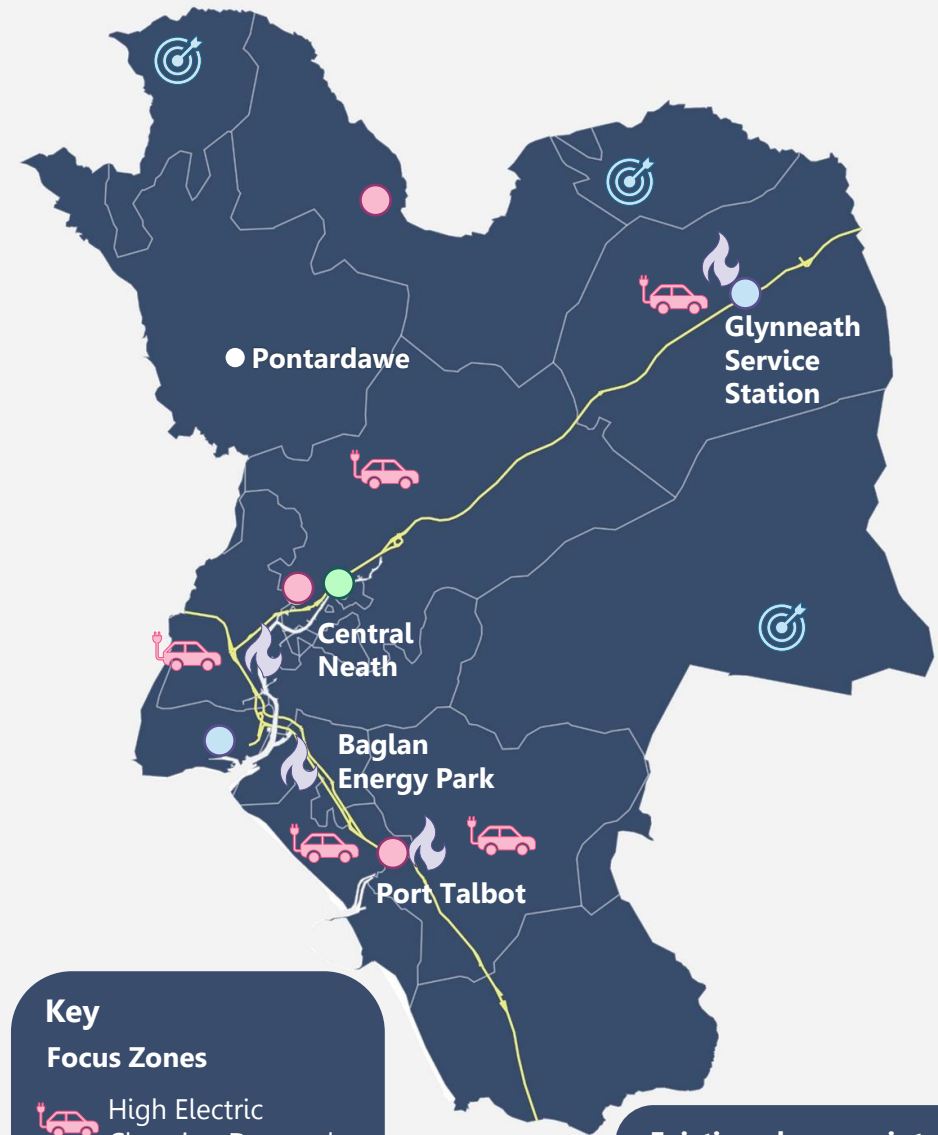 Glynneath
Service
Station
Pontardawe
Central
Neath
Baglan
Energy Park
Port Talbot
Key
Focus Zones
High Electric